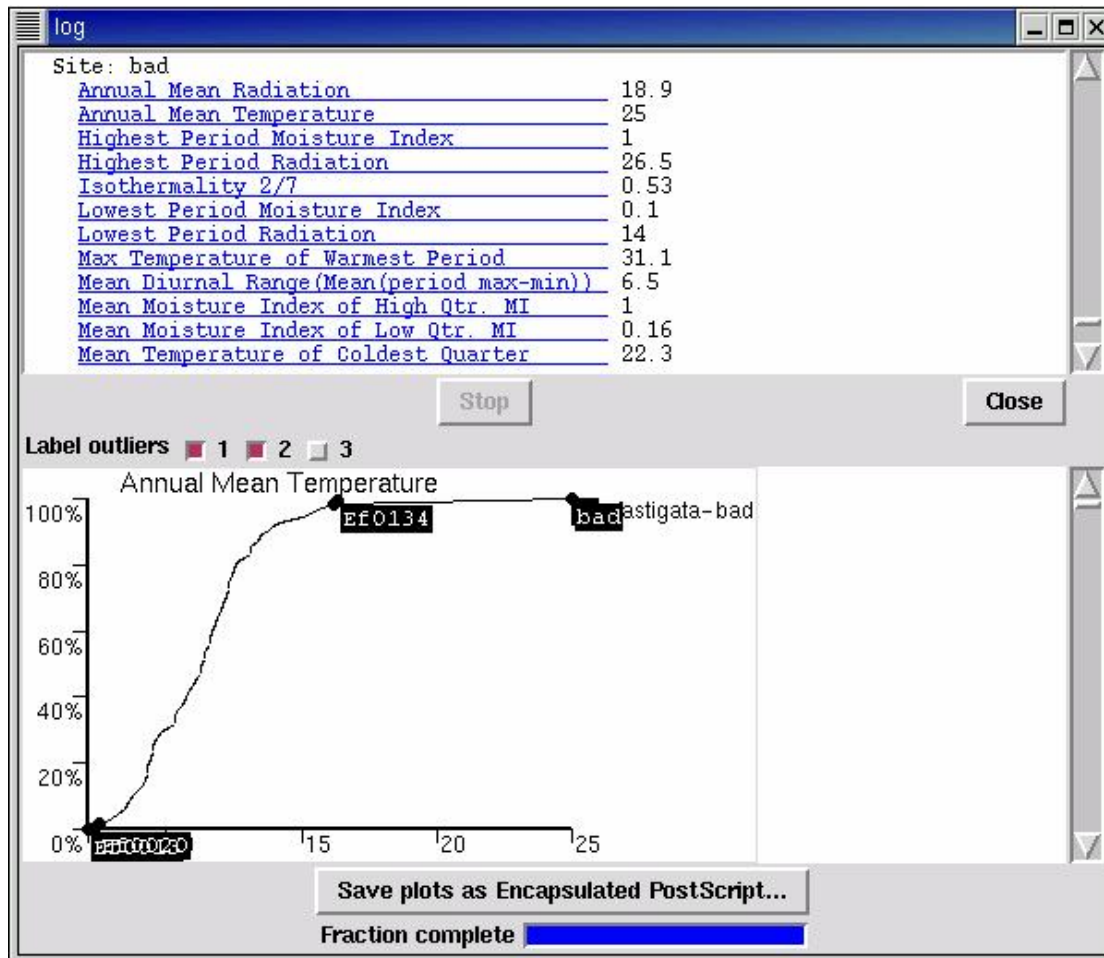 log
Site: bad
Annual Mean Radiation 18.9
Annual Mean Temperature 25
Highest Period Moisture Index 1
Highest Period Radiation 26.5
Isothermality 2/7 0.53
Lowest Period Moisture Index 0.1
Lowest Period Radiation 14
Max Temperature of Warmest Period 31.1
Mean Diurnal Range(Mean(period max-min)) 6.5
Mean Moisture Index of High Qtr. MI 1
Mean Moisture Index of Low Qtr. MI 0.16
Mean Temperature of Coldest Quarter 22.3
Stop Close
Label outliers 1 2 3
Annual Mean Temperature
100% Ef0134 bad astigata-bad
80%
60%
40%
20%
0% 15 20 25
Save plots as Encapsulated PostScript...
Fraction complete